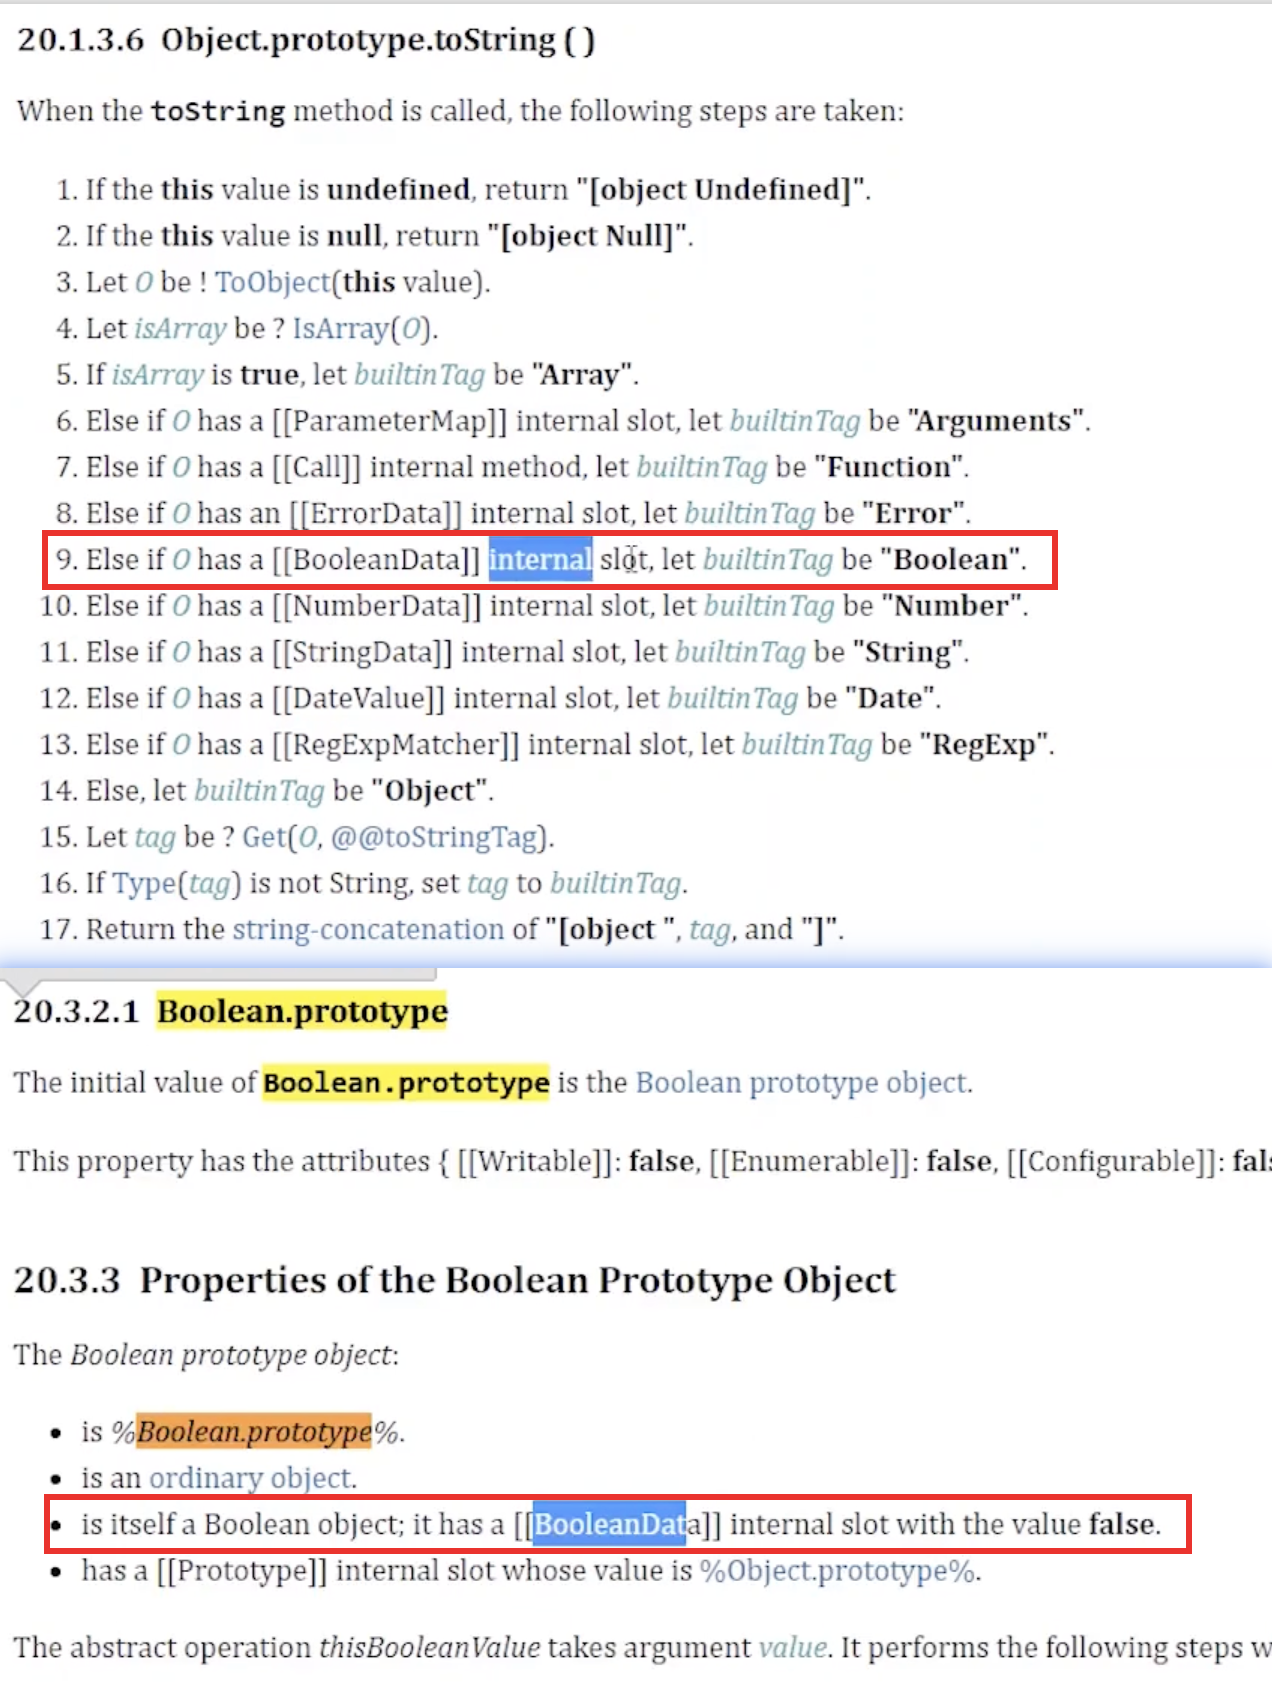 20.1.3.6 Object.prototype.toString ( )
When the toString method is called, the following steps are taken:
1. If the this value is undefined, return "[object Undefined]".
2. If the this value is null, return "[object Null]".
3. Let O be ! ToObject(this value).
4. Let isArray be ? IsArray(O).
5. If isArray is true, let builtinTag be "Array".
6. Else if O has a [[ParameterMap]] internal slot, let builtinTag be "Arguments".
7. Else if O has a [[Call]] internal method, let builtinTag be "Function".
8. Else if O has an [[ErrorData]] internal slot, let builtinTag be "Error".
9. Else if O has a [[BooleanData]] internal slot, let builtinTag be "Boolean".
10. Else if O has a [[NumberData]] internal slot, let builtinTag be "Number".
11. Else if O has a [[StringData]] internal slot, let builtinTag be "String".
12. Else if O has a [[DateValue]] internal slot, let builtinTag be "Date".
13. Else if O has a [[RegExpMatcher]] internal slot, let builtinTag be "RegExp".
14. Else, let builtinTag be "Object".
15. Let tag be ? Get(O, @@toStringTag).
16. If Type(tag) is not String, set tag to builtinTag.
17. Return the string-concatenation of "[object ", tag, and "]".
20.3.2.1 Boolean.prototype
The initial value of Boolean.prototype is the Boolean prototype object.
This property has the attributes { [[Writable]]: false, [[Enumerable]]: false, [[Configurable]]: fals
20.3.3 Properties of the Boolean Prototype Object
The Boolean prototype object:
• is %Boolean.prototype%.
• is an ordinary object.
• is itself a Boolean object; it has a [[BooleanData]] internal slot with the value false.
• has a [[Prototype]] internal slot whose value is %Object.prototype%.
The abstract operation thisBooleanValue takes argument value. It performs the following steps w